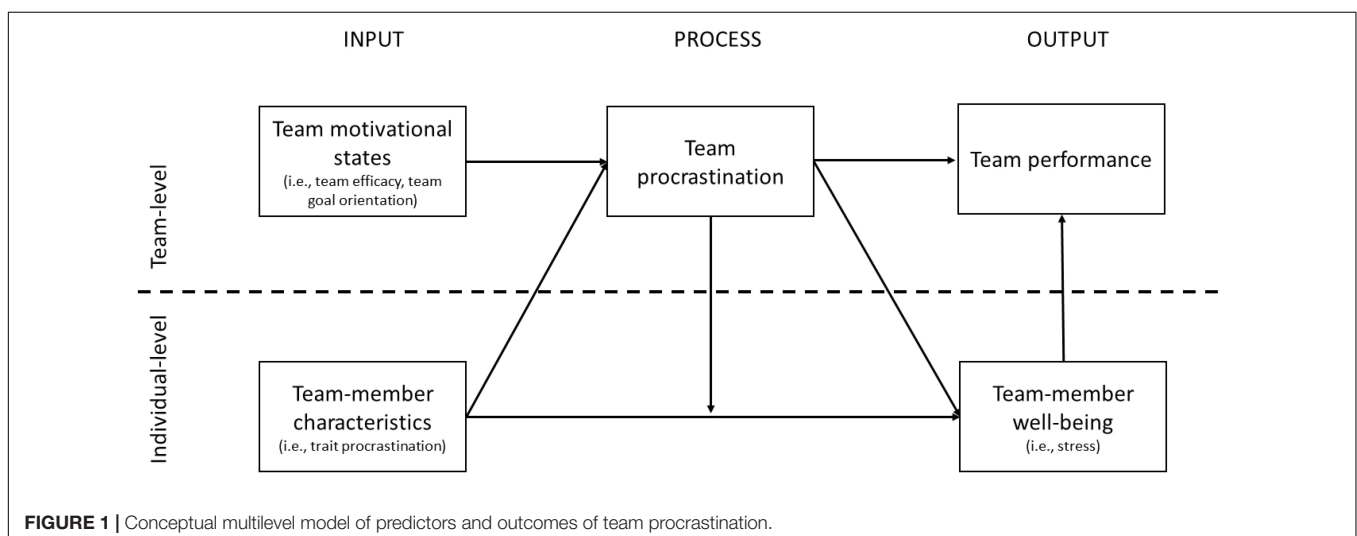 INPUT
PROCESS
OUTPUT
Team-level
Team motivational
states
(i.e., team efficacy, team
goal orientation)
Team
procrastination
Team performance
Individual-level
Team-member
characteristics
(i.e., trait procrastination)
Team-member
well-being
(i.e., stress)
FIGURE 1 | Conceptual multilevel model of predictors and outcomes of team procrastination.